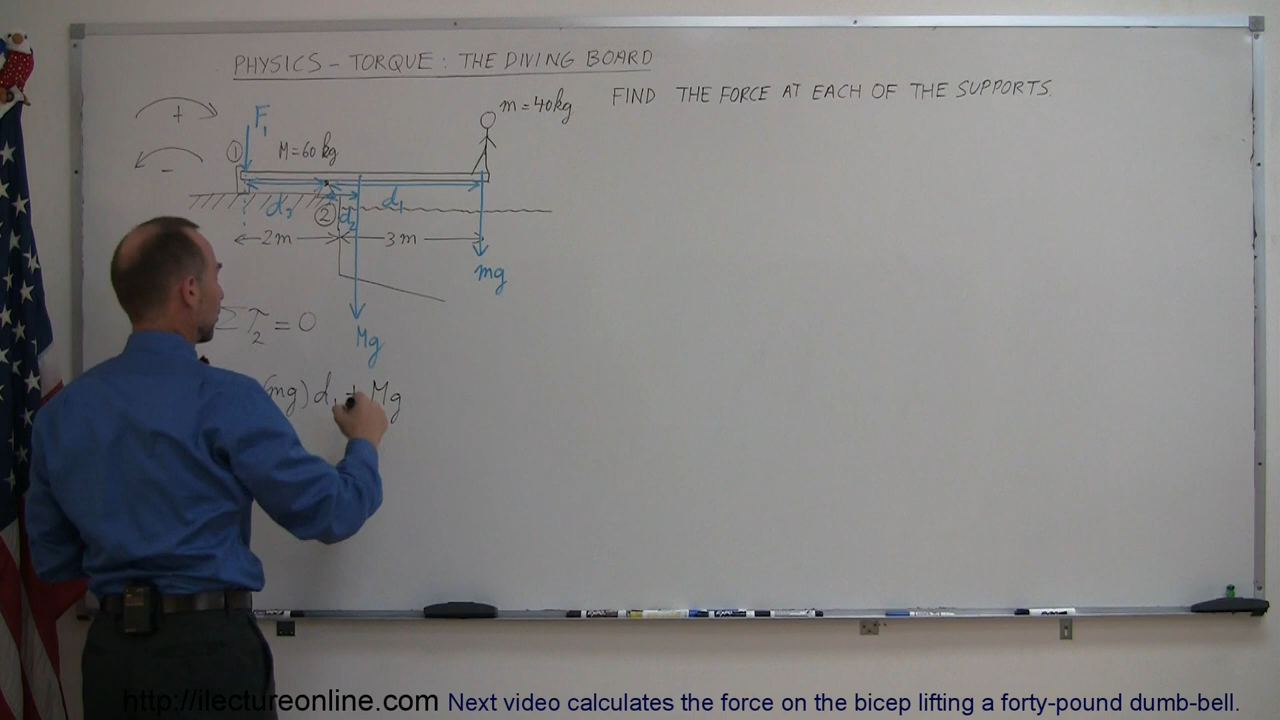 PHYSICS - TORQUE: THE DIVING BOARD
FIND THE FORCE AT EACH OF THE SUPPORTS.
m = 40kg
+
F1
① M = 60 kg
-
d3 ② d2 d1
2m 3m
mg
Στ2 = 0
Mg
(mg) d1 + Mg
http://ilectureonline.com Next video calculates the force on the bicep lifting a forty-pound dumb-bell.